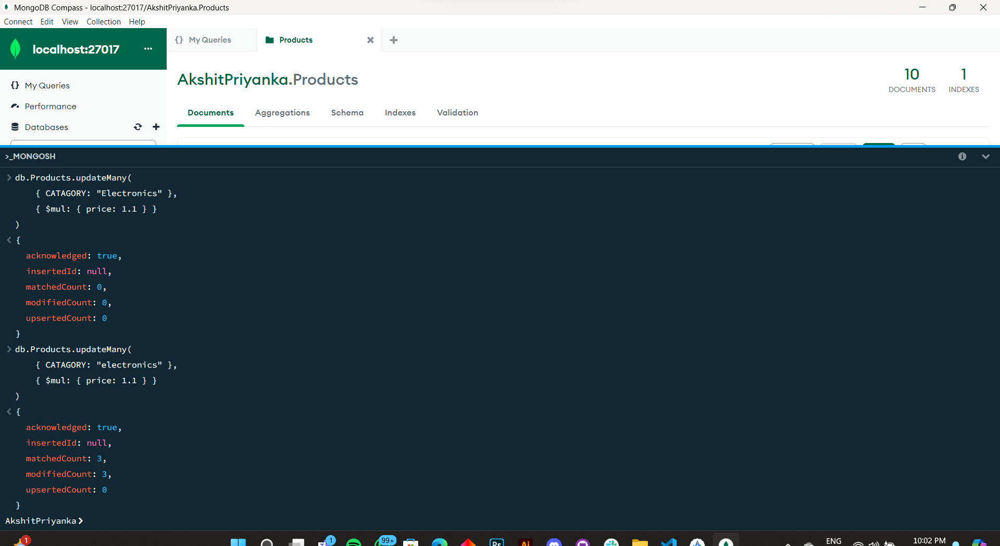 MongoDB Compass - localhost:27017/AkshitPriyanka.Products
Connect Edit View Collection Help
localhost:27017 ...
{} My Queries
Products
My Queries
Performance
Databases
AkshitPriyanka.Products
10
DOCUMENTS
1
INDEXES
Documents Aggregations Schema Indexes Validation
>_MONGOSH
> db.Products.updateMany(
{ CATAGORY: "Electronics" },
{ $mul: { price: 1.1 } }
)
< {
acknowledged: true,
insertedId: null,
matchedCount: 0,
modifiedCount: 0,
upsertedCount: 0
}
> db.Products.updateMany(
{ CATAGORY: "electronics" },
{ $mul: { price: 1.1 } }
)
< {
acknowledged: true,
insertedId: null,
matchedCount: 3,
modifiedCount: 3,
upsertedCount: 0
}
AkshitPriyanka>
1
1
99+
Ps
Ai
ENG
10:02 PM